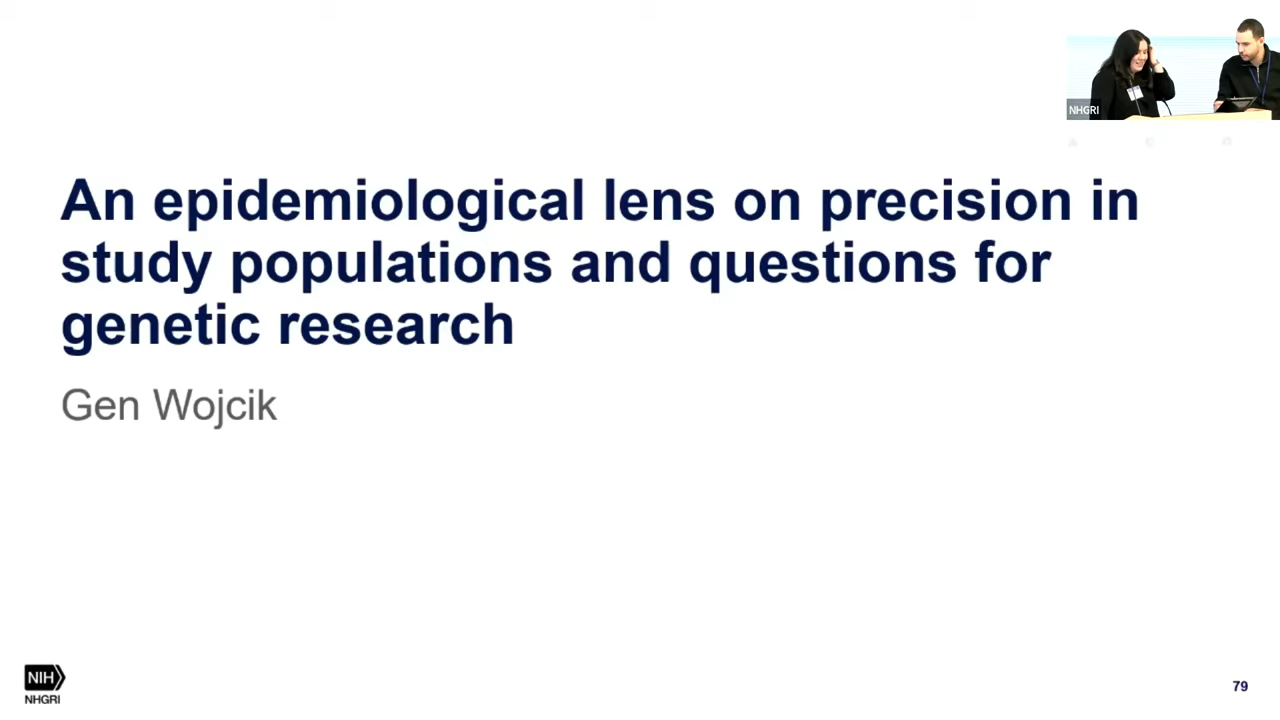 NHGRI
An epidemiological lens on precision in
study populations and questions for
genetic research
Gen Wojcik
NIH
NHGRI
79